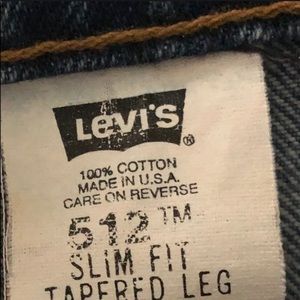 LEVI'S ®
100% COTTON
MADE IN U.S.A.
CARE ON REVERSE
512™
SLIM FIT
TAPERED LEG